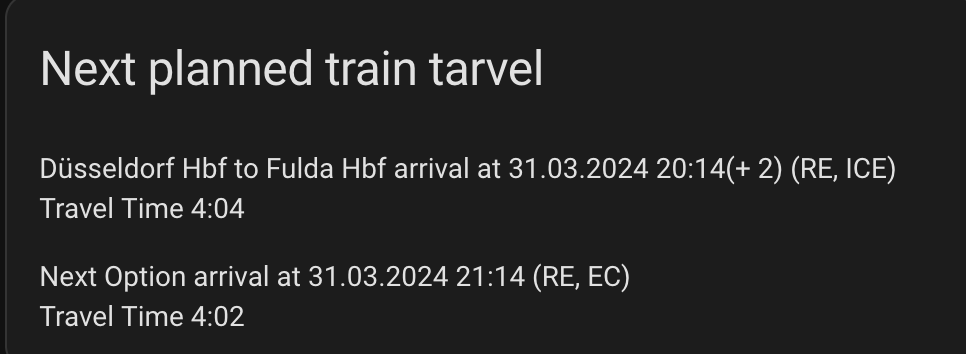 Next planned train tarvel
Düsseldorf Hbf to Fulda Hbf arrival at 31.03.2024 20:14(+ 2) (RE, ICE)
Travel Time 4:04
Next Option arrival at 31.03.2024 21:14 (RE, EC)
Travel Time 4:02